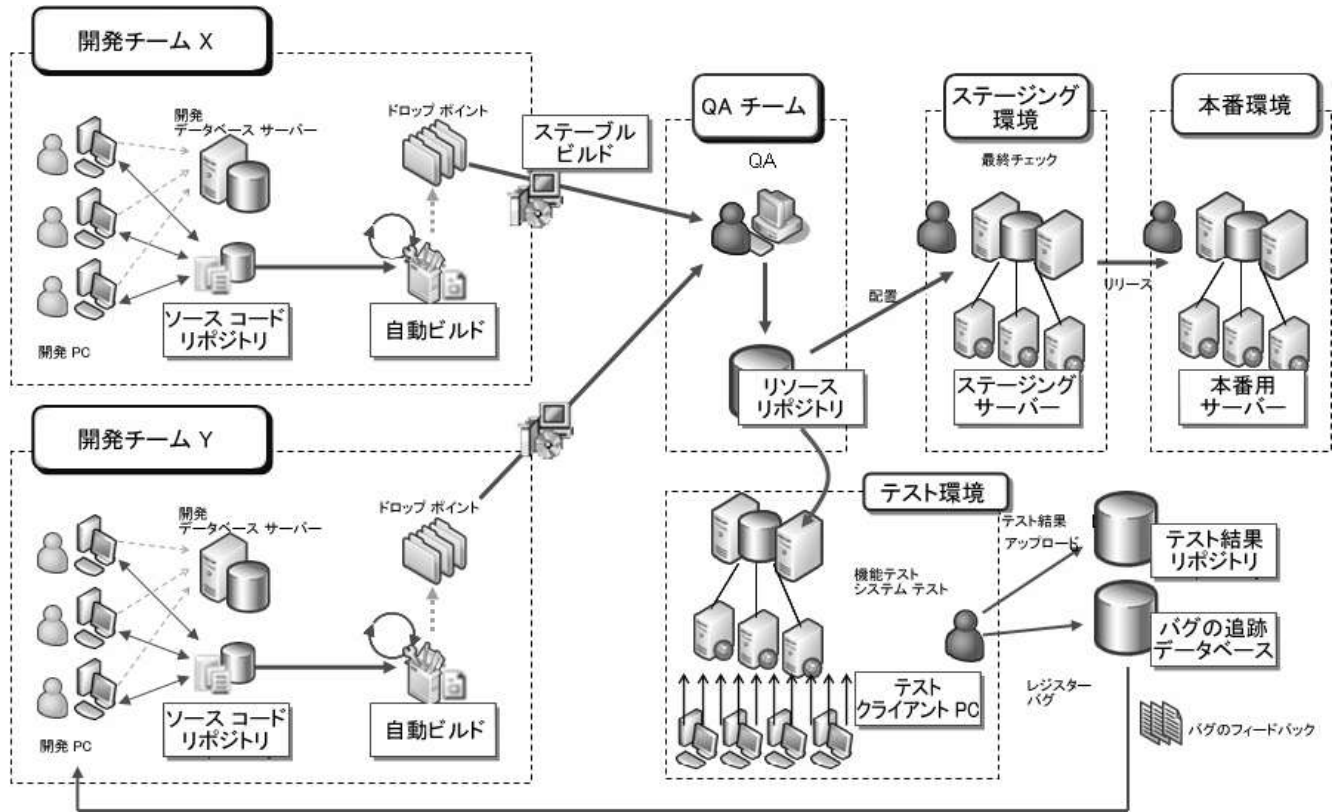 開発チーム X
開発
データベース サーバー
ドロップ ポイント
ステーブル
ビルド
ソース コード
リポジトリ
自動ビルド
開発 PC
QA チーム
QA
リソース
リポジトリ
配置
ステージング
環境
最終チェック
ステージング
サーバー
リリース
本番環境
本番用
サーバー
開発チーム Y
開発
データベース サーバー
ドロップ ポイント
ソース コード
リポジトリ
自動ビルド
開発 PC
テスト環境
機能テスト
システム テスト
テスト
クライアント PC
テスト結果
アップロード
テスト結果
リポジトリ
バグの追跡
データベース
レジスター
バグ
バグのフィードバック